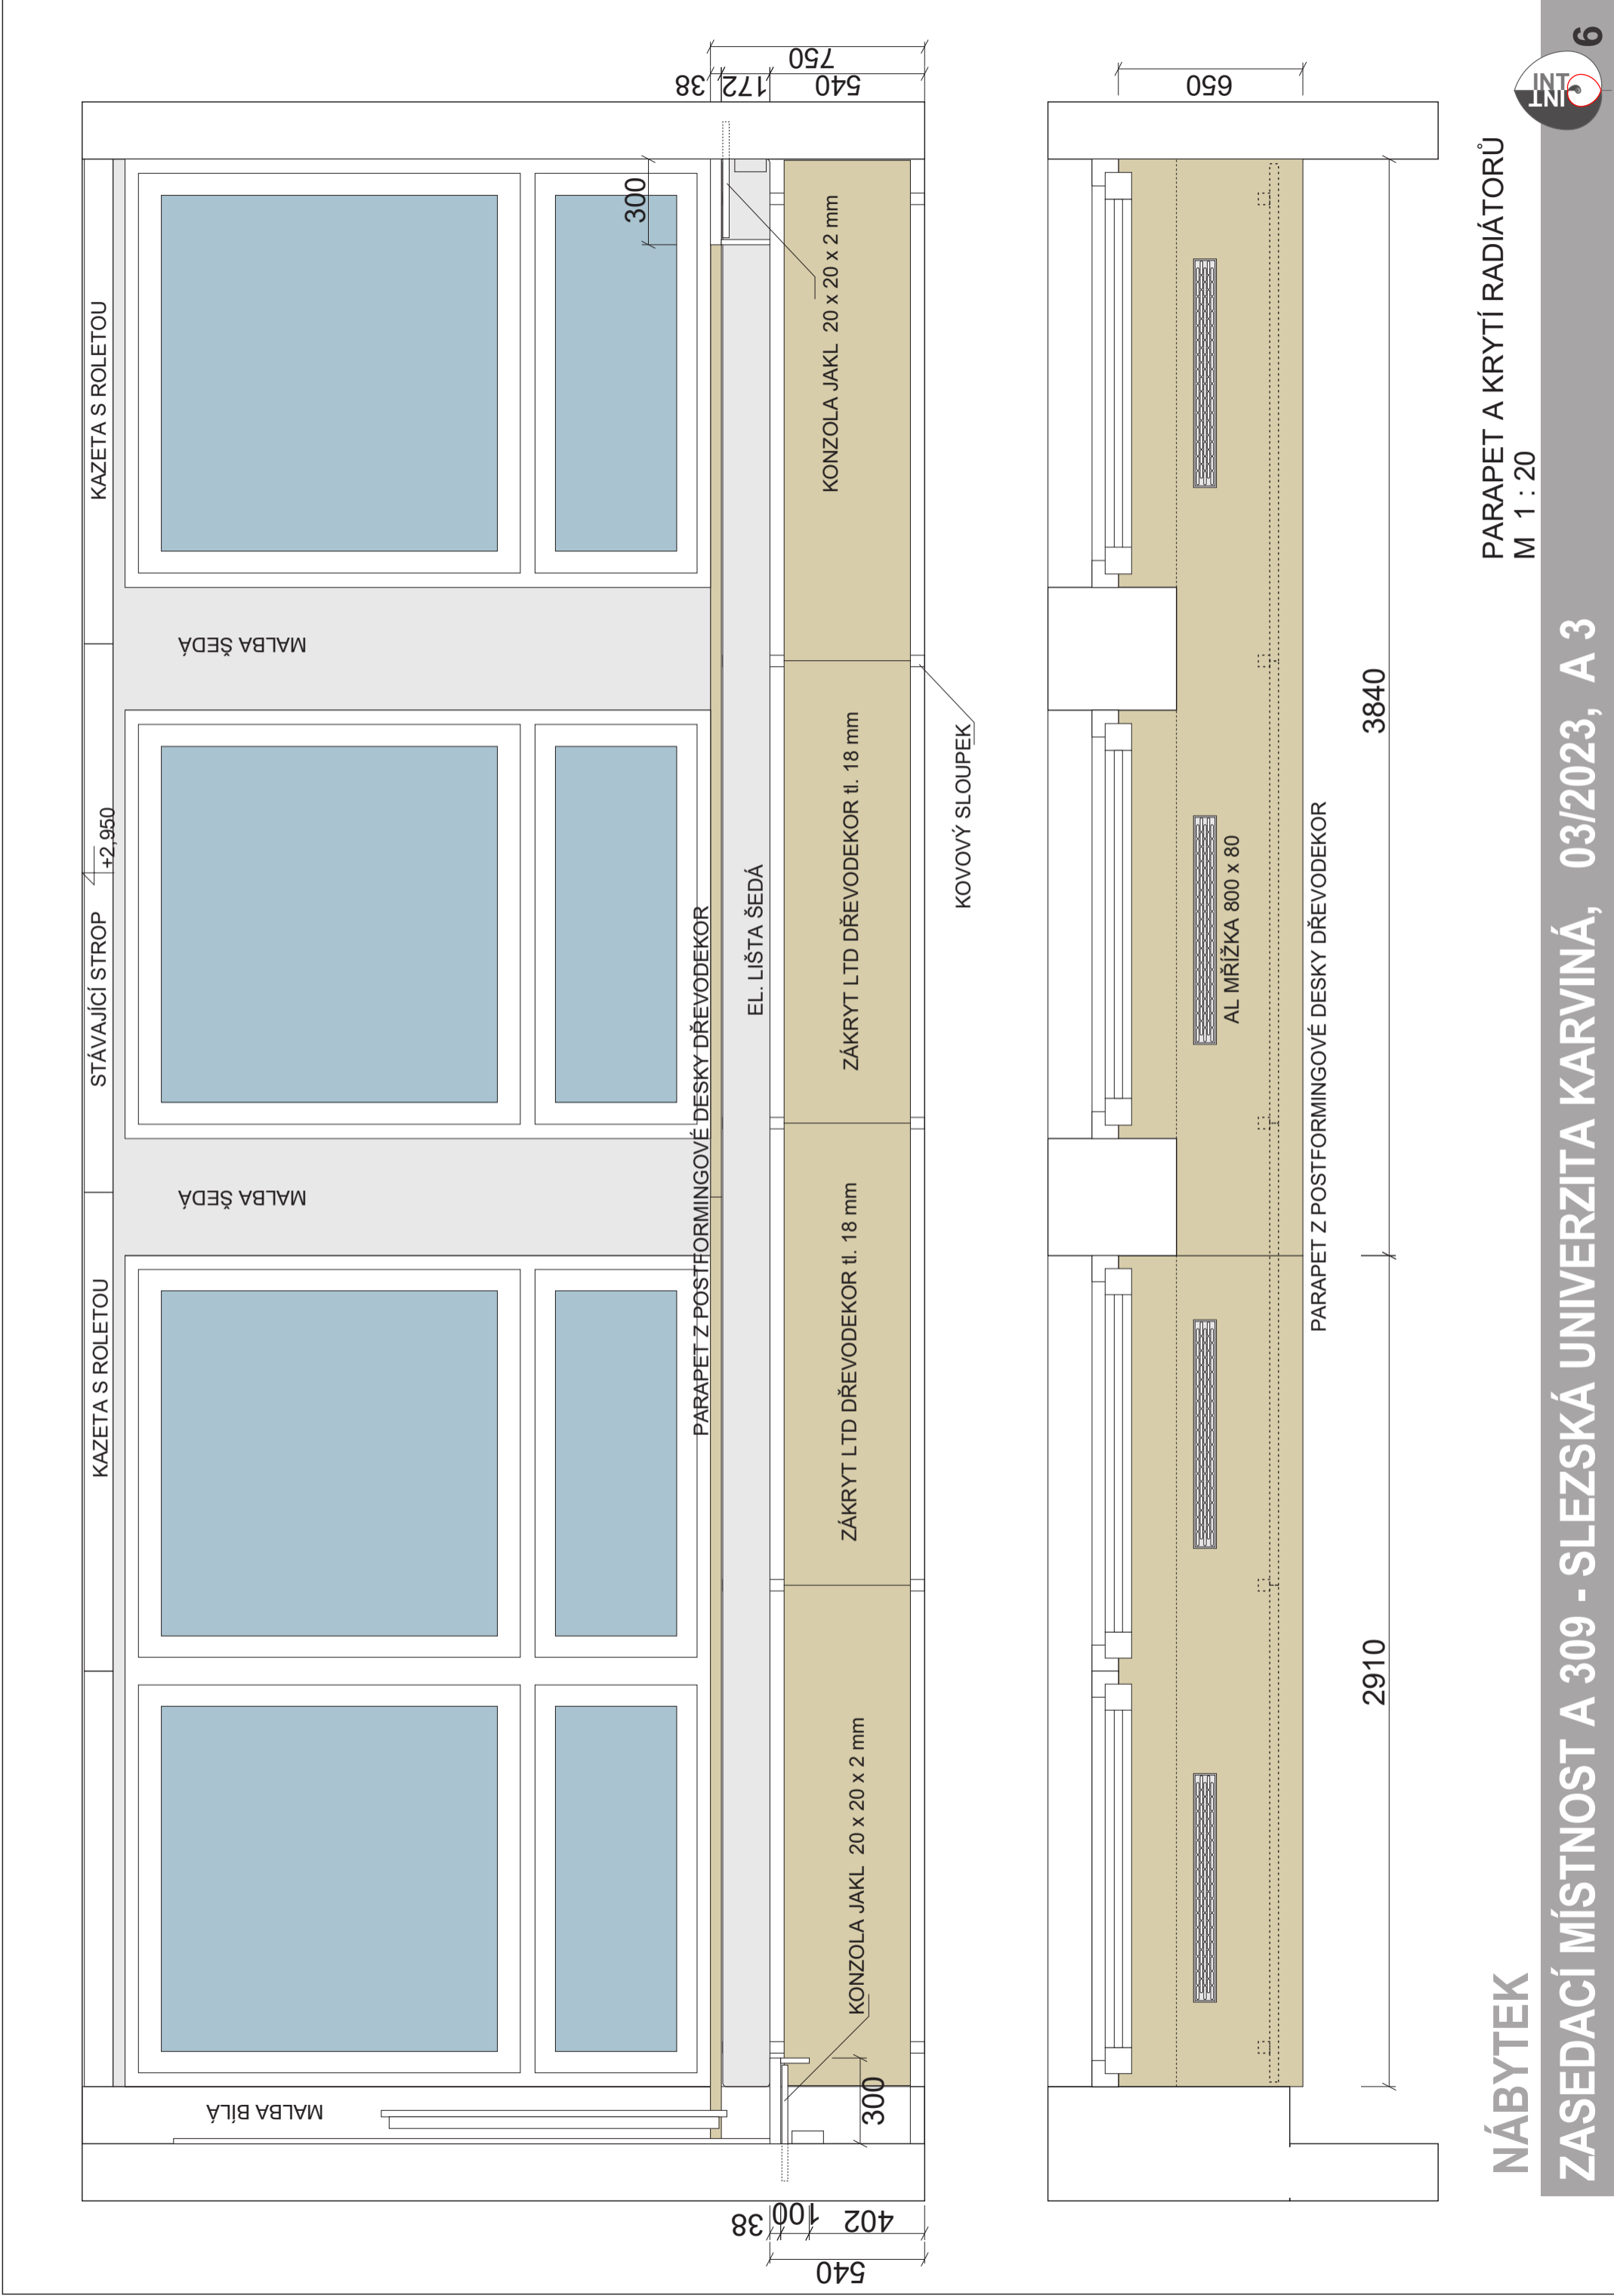 KAZETA S ROLETOU
STÁVAJÍCÍ STROP
+2,950
KAZETA S ROLETOU
MALBA BÍLÁ
MALBA ŠEDÁ
MALBA ŠEDÁ
300
PARAPET Z POSTFORMINGOVÉ DESKY DŘEVODEKOR
EL. LIŠTA ŠEDÁ
KONZOLA JAKL 20 x 20 x 2 mm
ZÁKRYT LTD DŘEVODEKOR tl. 18 mm
ZÁKRYT LTD DŘEVODEKOR tl. 18 mm
KONZOLA JAKL 20 x 20 x 2 mm
300
KOVOVÝ SLOUPEK
38
100
402
540
38
172
540
750
650
AL MŘÍŽKA 800 x 80
PARAPET Z POSTFORMINGOVÉ DESKY DŘEVODEKOR
2910
3840
PARAPET A KRYTÍ RADIÁTORŮ
M 1 : 20
NÁBYTEK
ZASEDACÍ MÍSTNOST A 309 - SLEZSKÁ UNIVERZITA KARVINÁ, 03/2023, A 3
INT
INT
9